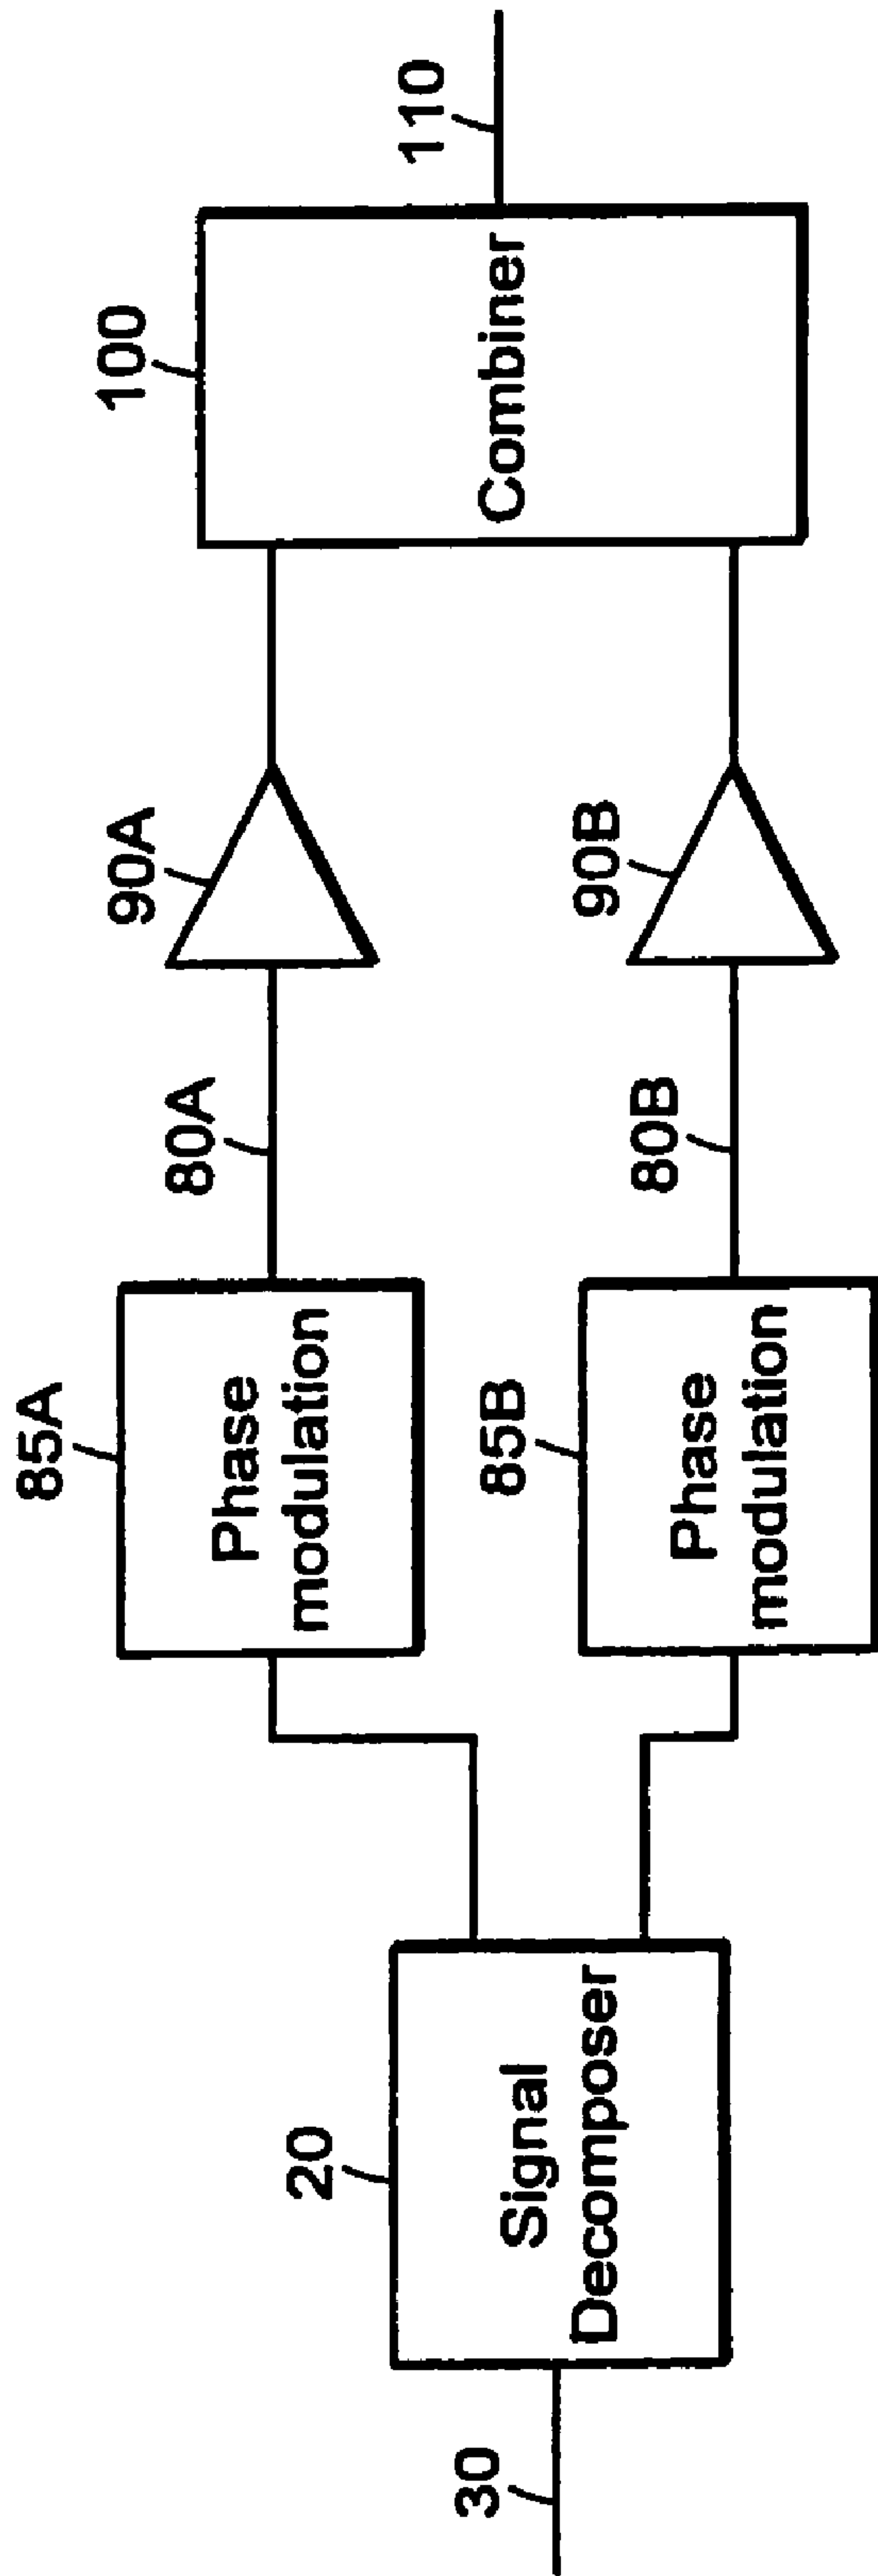 30
20
Signal
Decomposer
85A
Phase
modulation
85B
Phase
modulation
80A
80B
90A
90B
100
Combiner
110